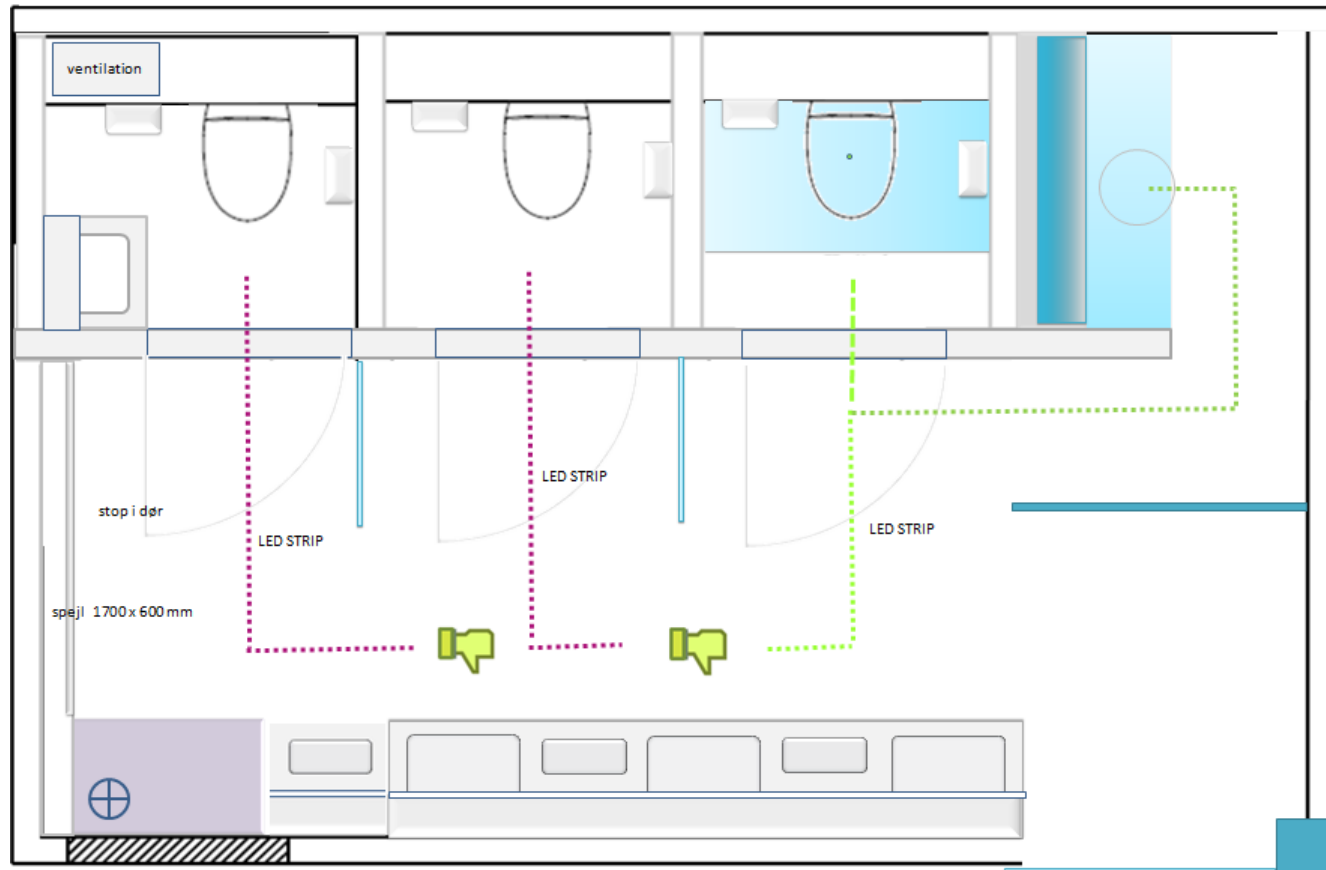 ventilation
LED STRIP
stop i dør
LED STRIP
LED STRIP
spejl 1700 x 600 mm